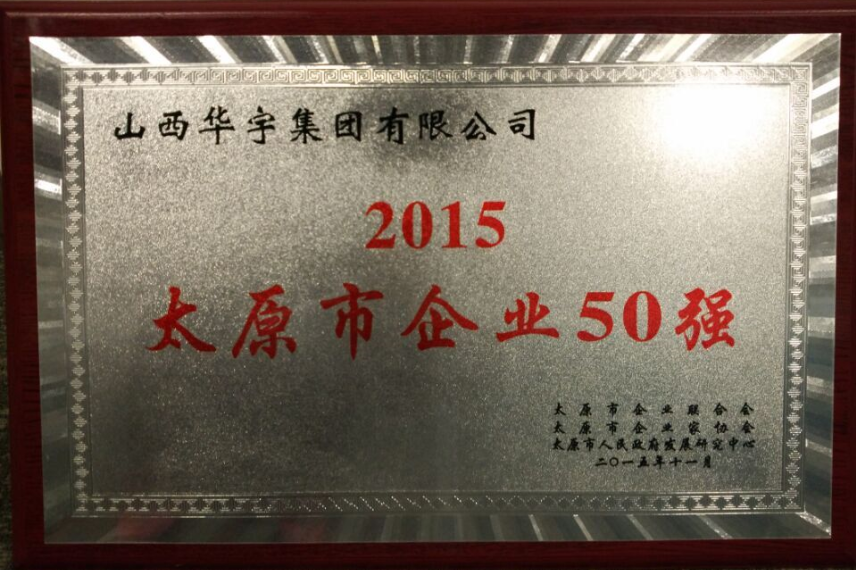 山西华宇集团有限公司
2015
太原市企业50强
太原市企业联合会
太原市企业家协会
太原市人民政府发展研究中心
二〇一五年十一月